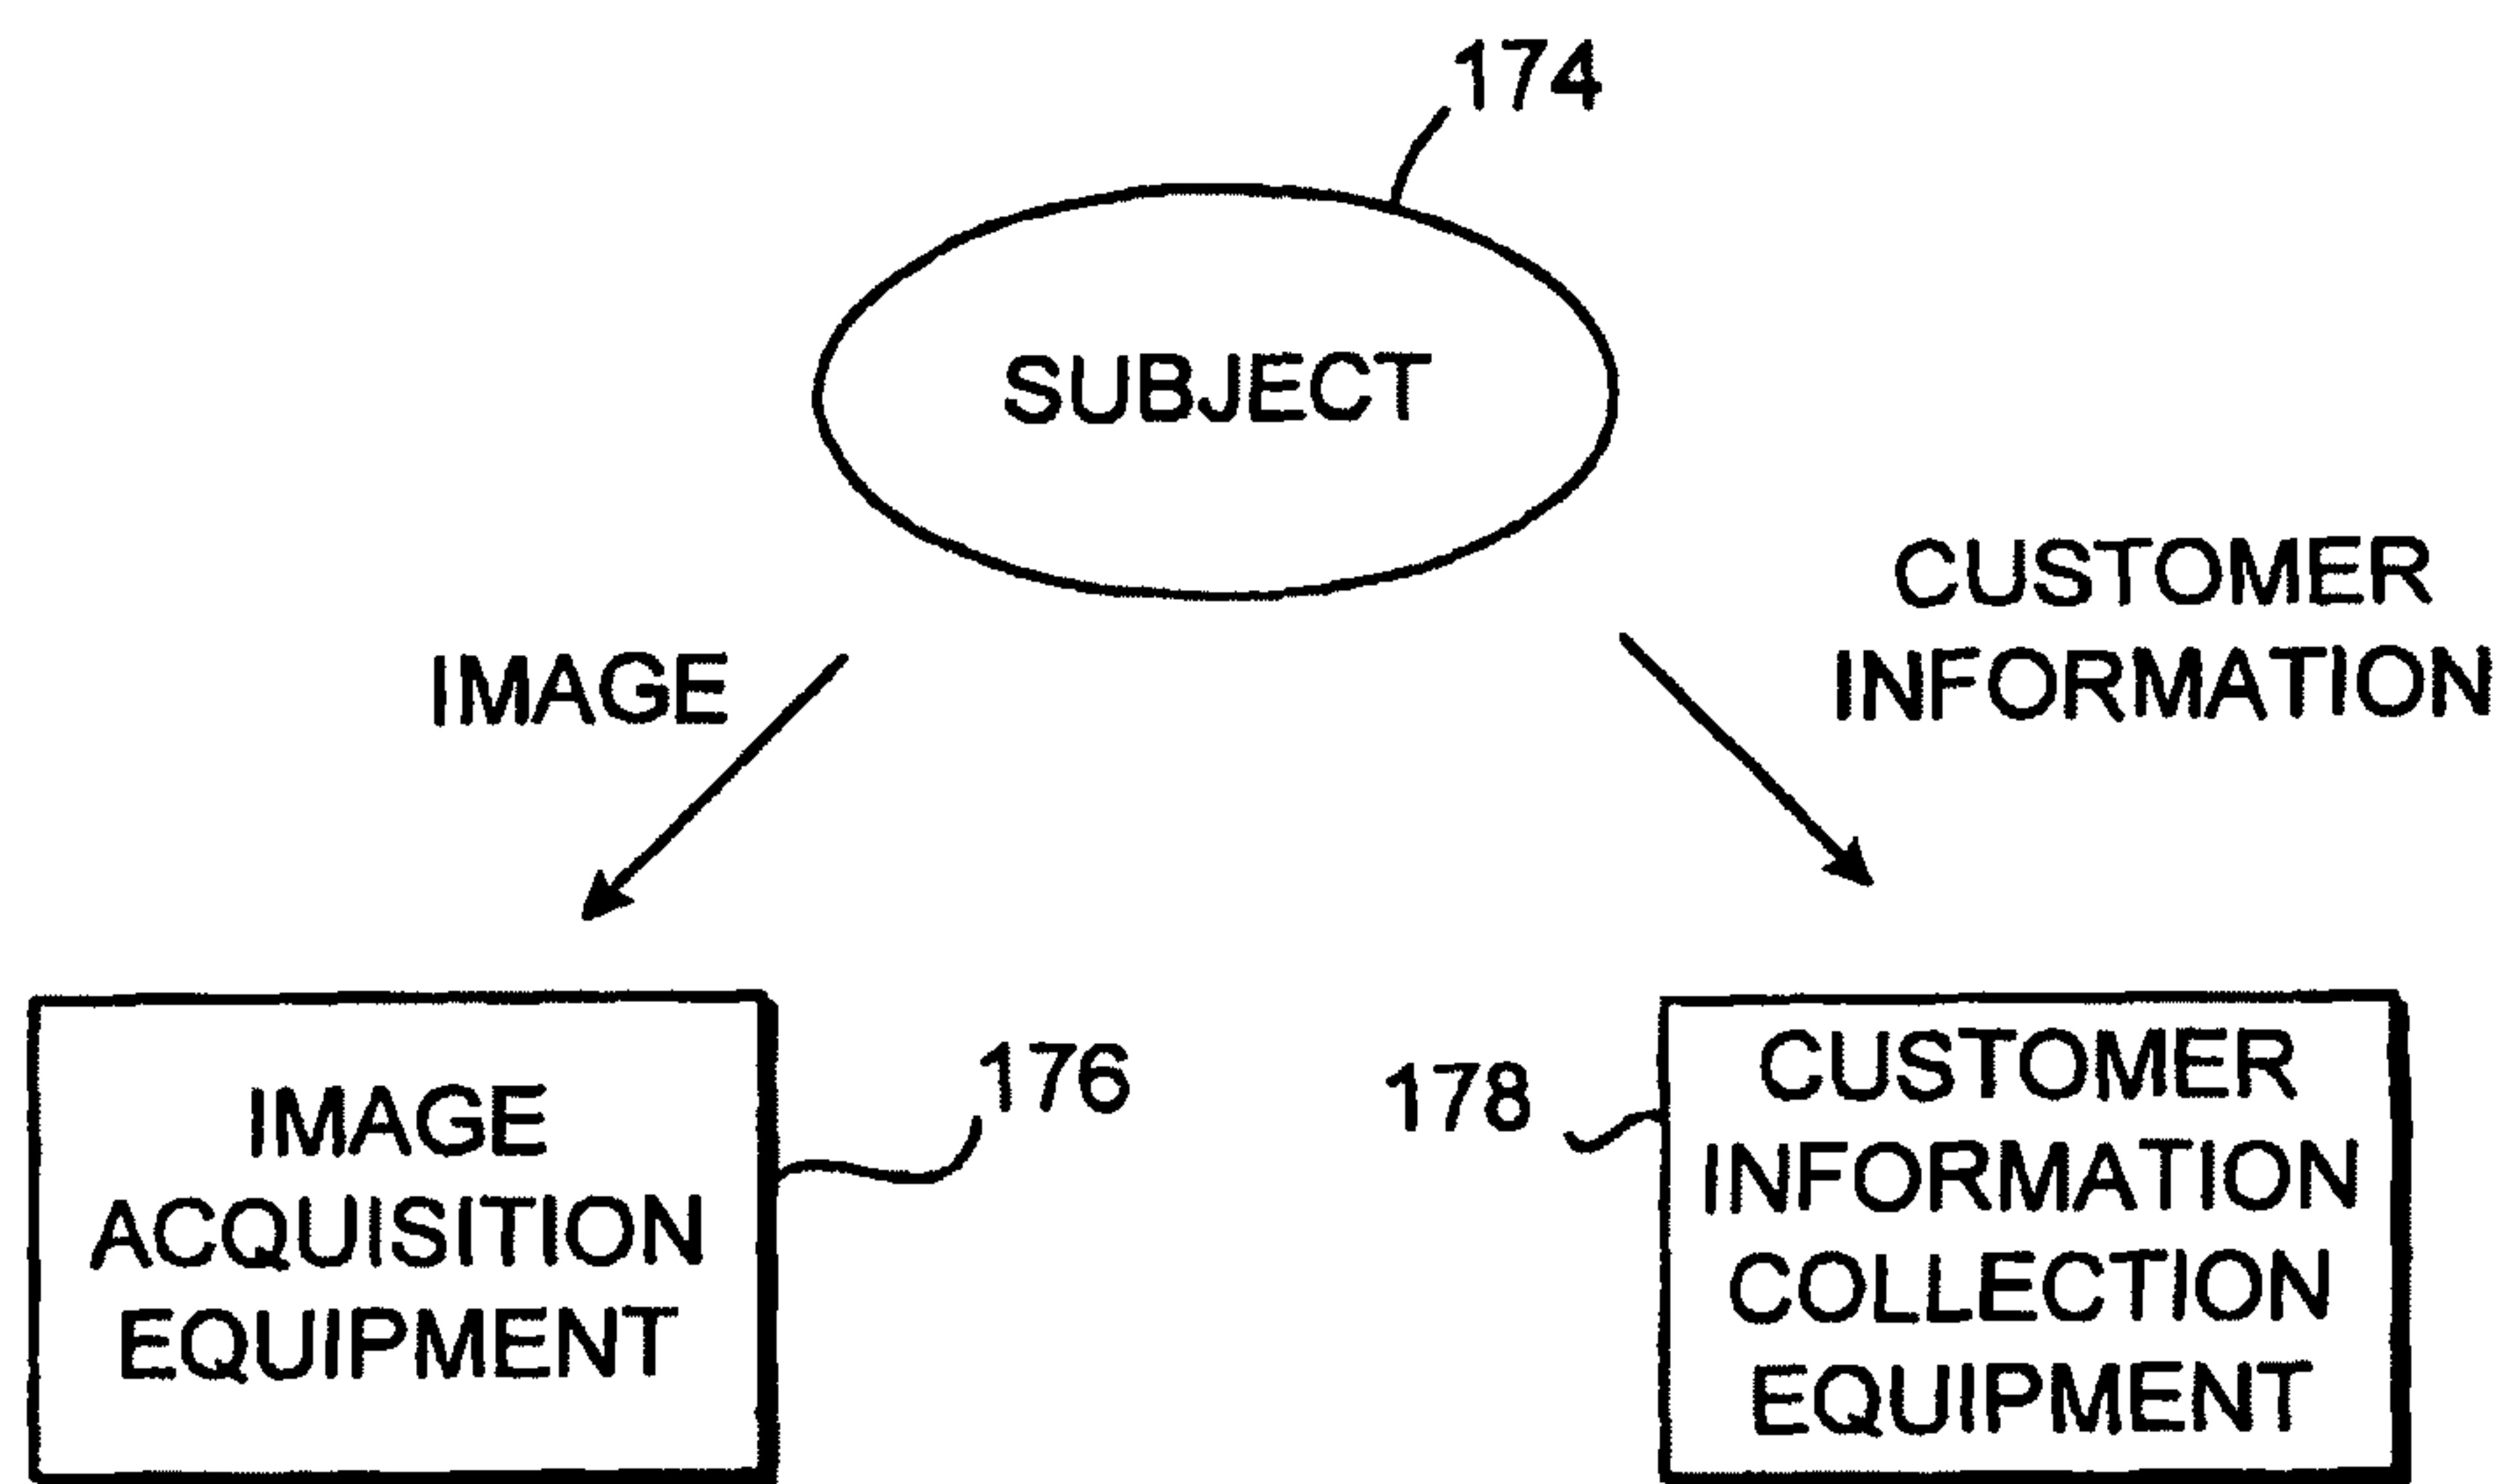 174
SUBJECT
IMAGE
CUSTOMER
INFORMATION
IMAGE
ACQUISITION
EQUIPMENT
176
178
CUSTOMER
INFORMATION
COLLECTION
EQUIPMENT